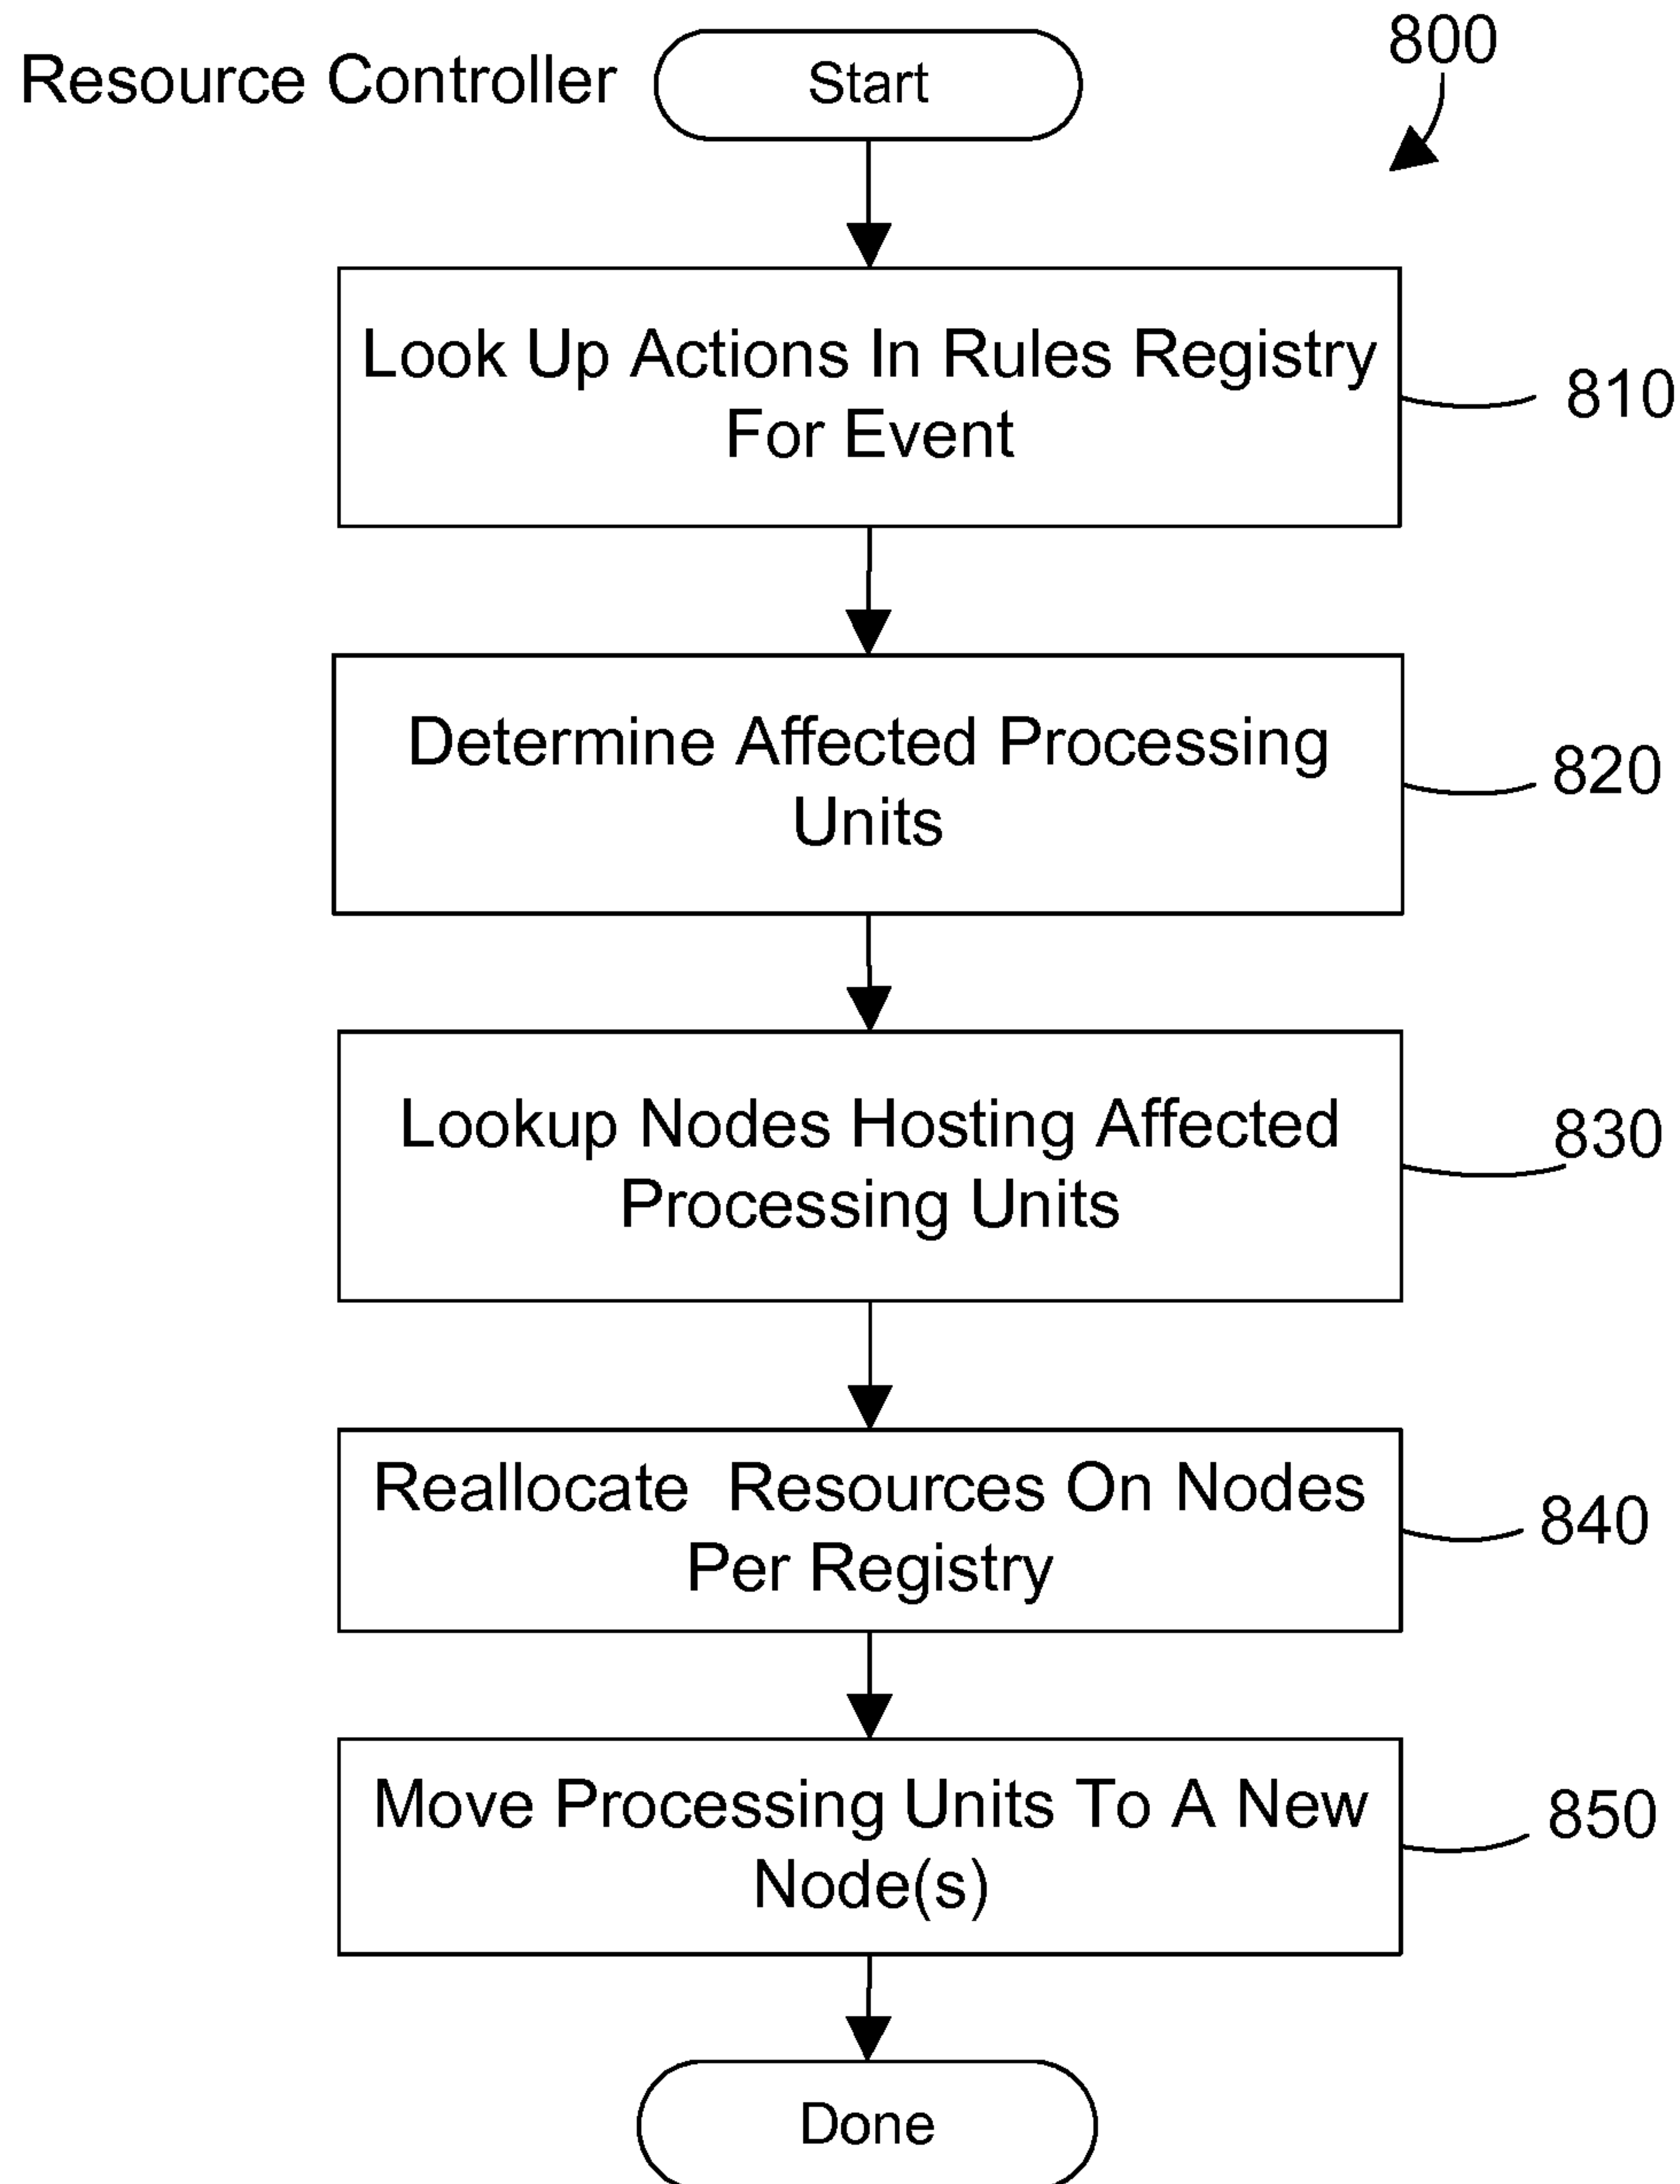 Resource Controller
Start
800
Look Up Actions In Rules Registry
For Event
810
Determine Affected Processing
Units
820
Lookup Nodes Hosting Affected
Processing Units
830
Reallocate Resources On Nodes
Per Registry
840
Move Processing Units To A New
Node(s)
850
Done